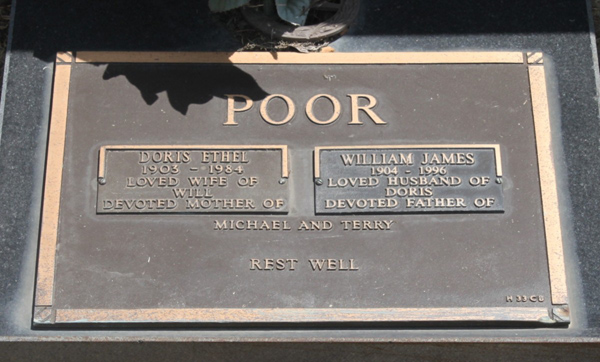 POOR
DORIS ETHEL
1903 - 1984
LOVED WIFE OF
WILL
DEVOTED MOTHER OF
WILLIAM JAMES
1904 - 1996
LOVED HUSBAND OF
DORIS
DEVOTED FATHER OF
MICHAEL AND TERRY
REST WELL